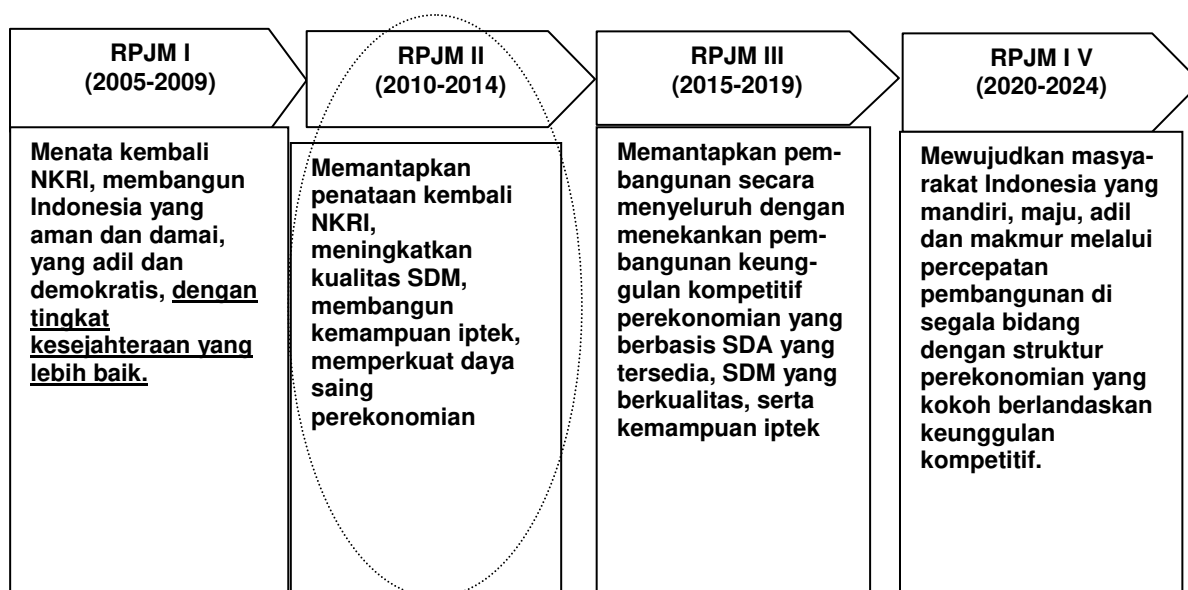 RPJM I
(2005-2009)
Menata kembali
NKRI, membangun
Indonesia yang
aman dan damai,
yang adil dan
demokratis, dengan
tingkat
kesejahteraan yang
lebih baik.
RPJM II
(2010-2014)
Memantapkan
penataan kembali
NKRI,
meningkatkan
kualitas SDM,
membangun
kemampuan iptek,
memperkuat daya
saing
perekonomian
RPJM III
(2015-2019)
Memantapkan pem-
bangunan secara
menyeluruh dengan
menekankan pem-
bangunan keung-
gulan kompetitif
perekonomian yang
berbasis SDA yang
tersedia, SDM yang
berkualitas, serta
kemampuan iptek
RPJM I V
(2020-2024)
Mewujudkan masya-
rakat Indonesia yang
mandiri, maju, adil
dan makmur melalui
percepatan
pembangunan di
segala bidang
dengan struktur
perekonomian yang
kokoh berlandaskan
keunggulan
kompetitif.